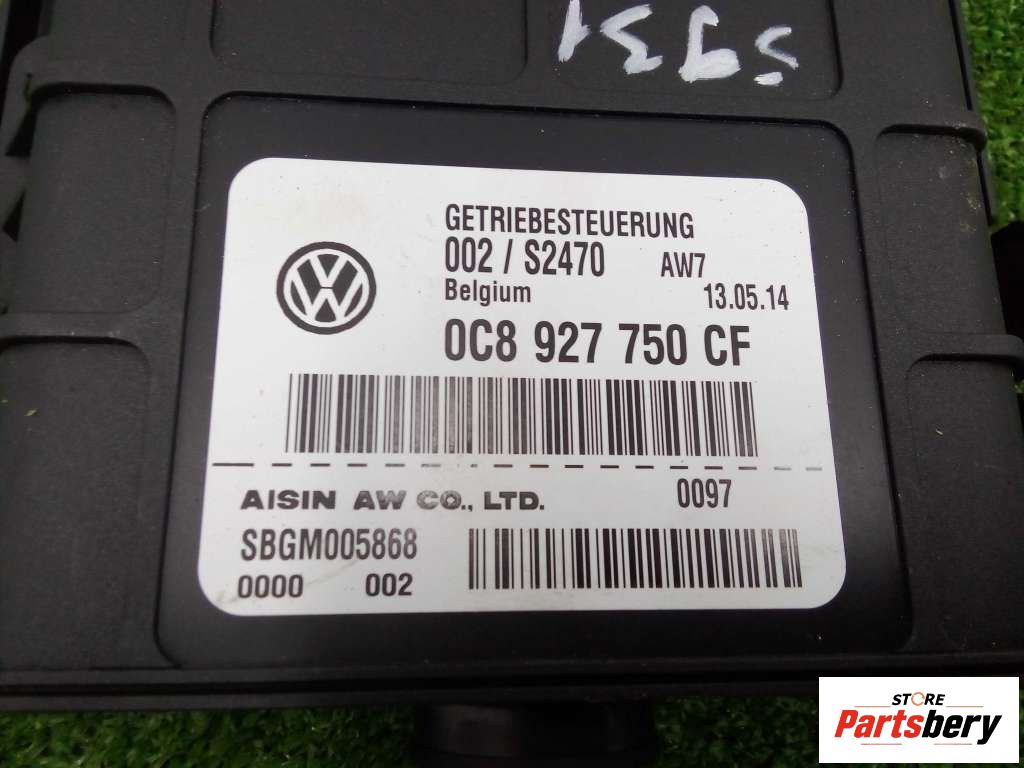 5931
GETRIEBESTEUERUNG
002 / S2470 AW7
Belgium 13.05.14
0C8 927 750 CF
AISIN AW CO., LTD. 0097
SBGM005868
0000 002
STORE
Partsbery